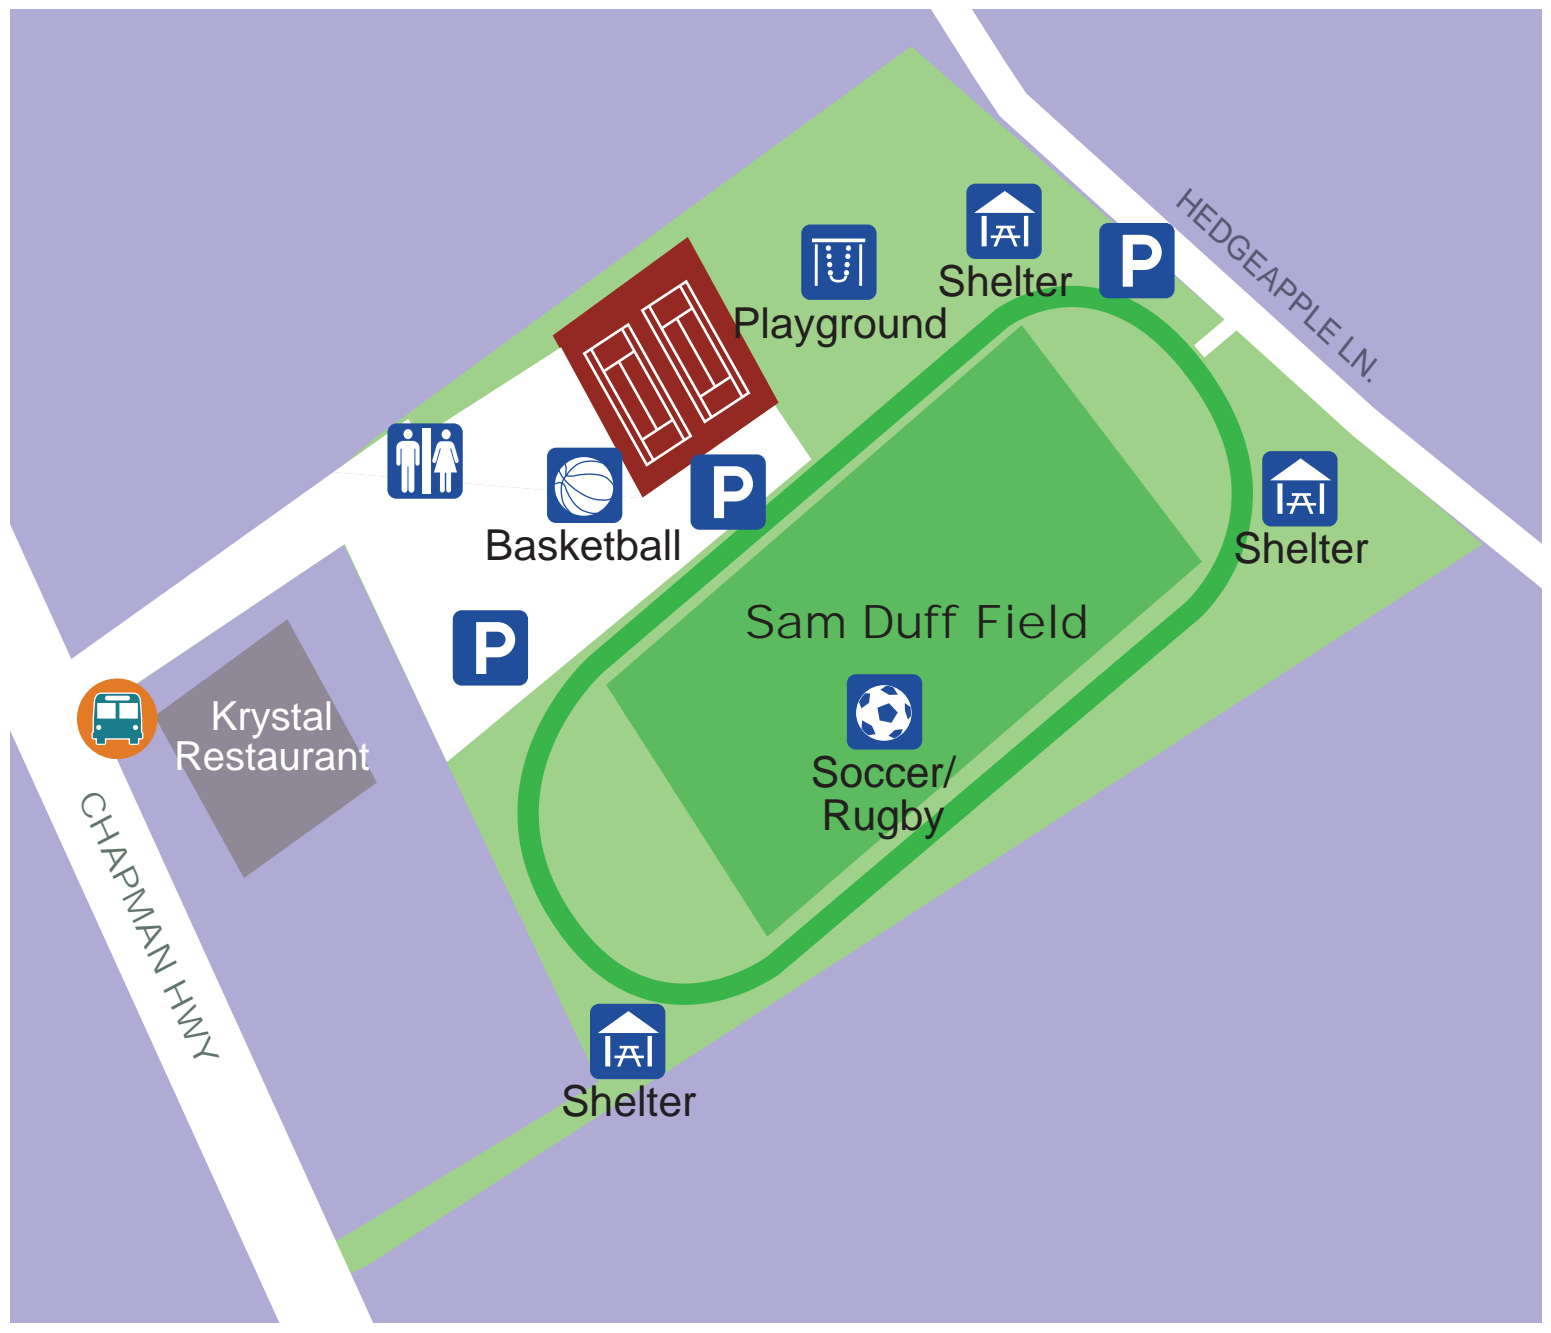 HEDGEAPPLE LN.
Shelter
P
Playground
P
Basketball
Shelter
Sam Duff Field
P
Krystal
Restaurant
Soccer/
Rugby
CHAPMAN HWY
Shelter